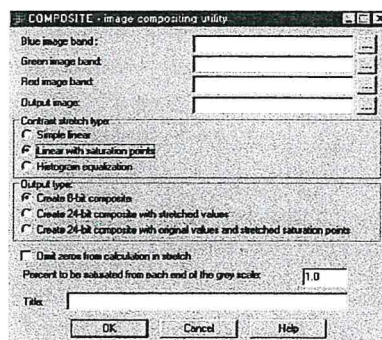 COMPOSITE - image compositing utility
Blue image band:
...
Green image band:
...
Red image band:
...
Output image:
...
Contrast stretch type:
Simple linear
Linear with saturation points
Histogram equalization
Output type:
Create 8-bit composite
Create 24-bit composite with stretched values
Create 24-bit composite with original values and stretched saturation points
Omit zeros from calculation in stretch
Percent to be saturated from each end of the grey scale: 1.0
Title:
OK Cancel Help